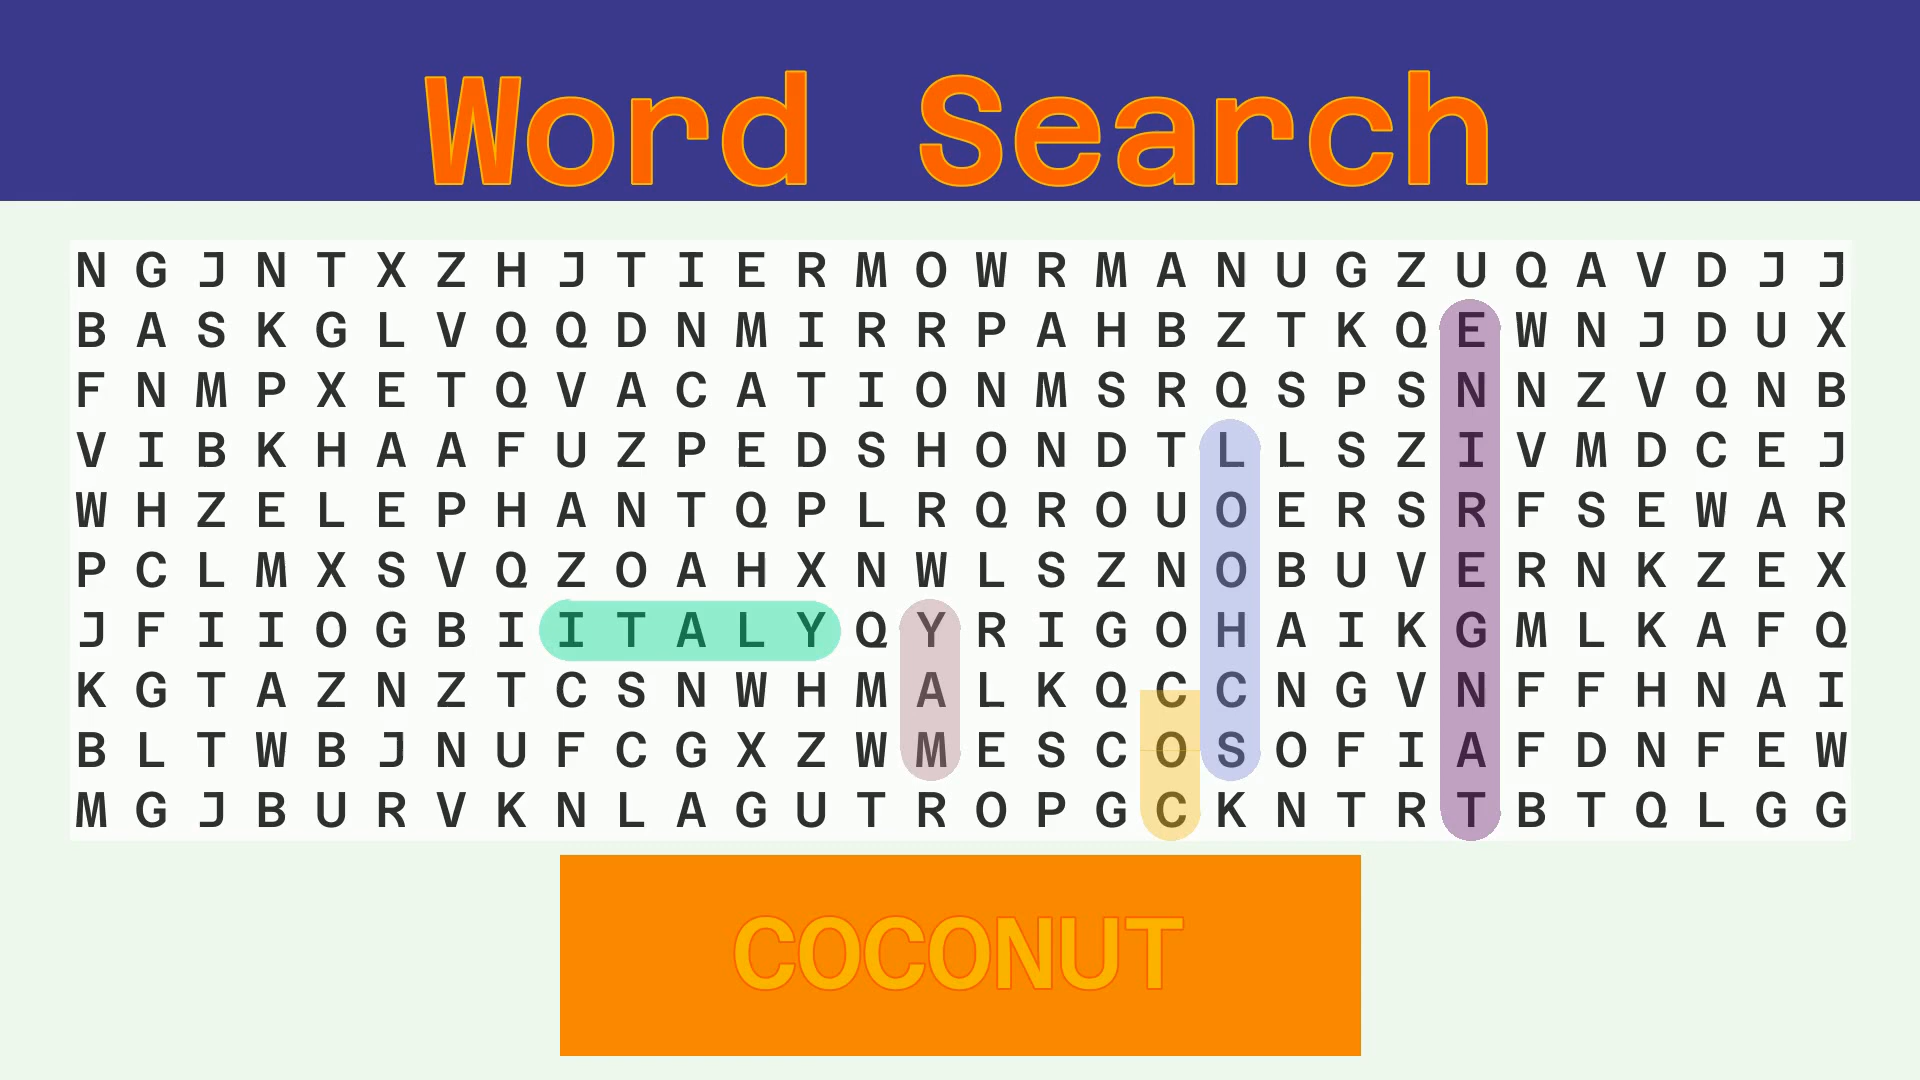 Word Search
N G J N T X Z H J T I E R M O W R M A N U G Z U Q A V D J J
B A S K G L V Q Q D N M I R R P A H B Z T K Q E W N J D U X
F N M P X E T Q V A C A T I O N M S R Q S P S N N Z V Q N B
V I B K H A A F U Z P E D S H O N D T L L S Z I V M D C E J
W H Z E L E P H A N T Q P L R Q R O U O E R S R F S E W A R
P C L M X S V Q Z O A H X N W L S Z N O B U V E R N K Z E X
J F I I O G B I I T A L Y Q Y R I G O H A I K G M L K A F Q
K G T A Z N Z T C S N W H M A L K Q C C N G V N F F H N A I
B L T W B J N U F C G X Z W M E S C O S O F I A F D N F E W
M G J B U R V K N L A G U T R O P G C K N T R T B T Q L G G
COCONUT